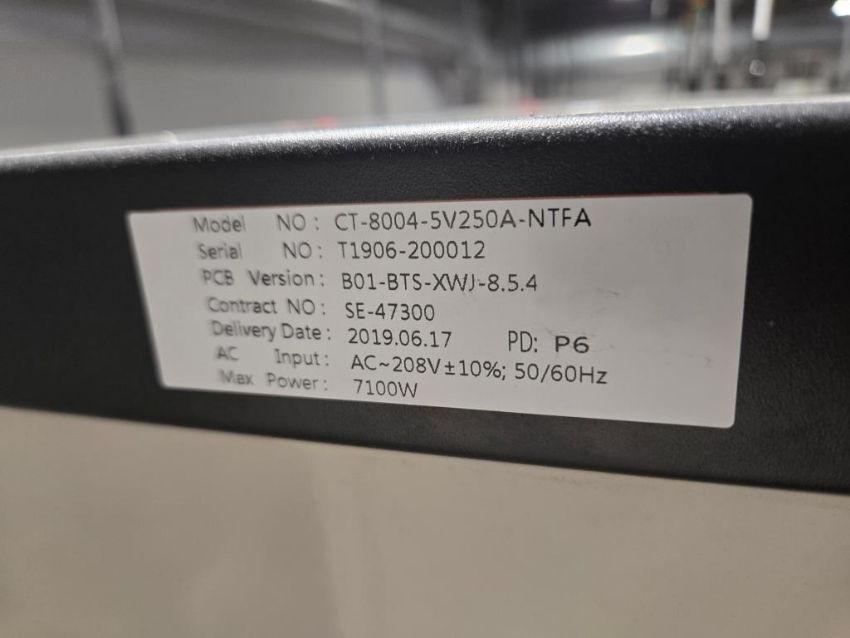 Model NO: CT-8004-5V250A-NTFA
Serial NO: T1906-200012
PCB Version: B01-BTS-XWJ-8.5.4
Contract NO: SE-47300
Delivery Date: 2019.06.17 PD: P6
AC Input: AC~208V±10%; 50/60Hz
Max Power: 7100W